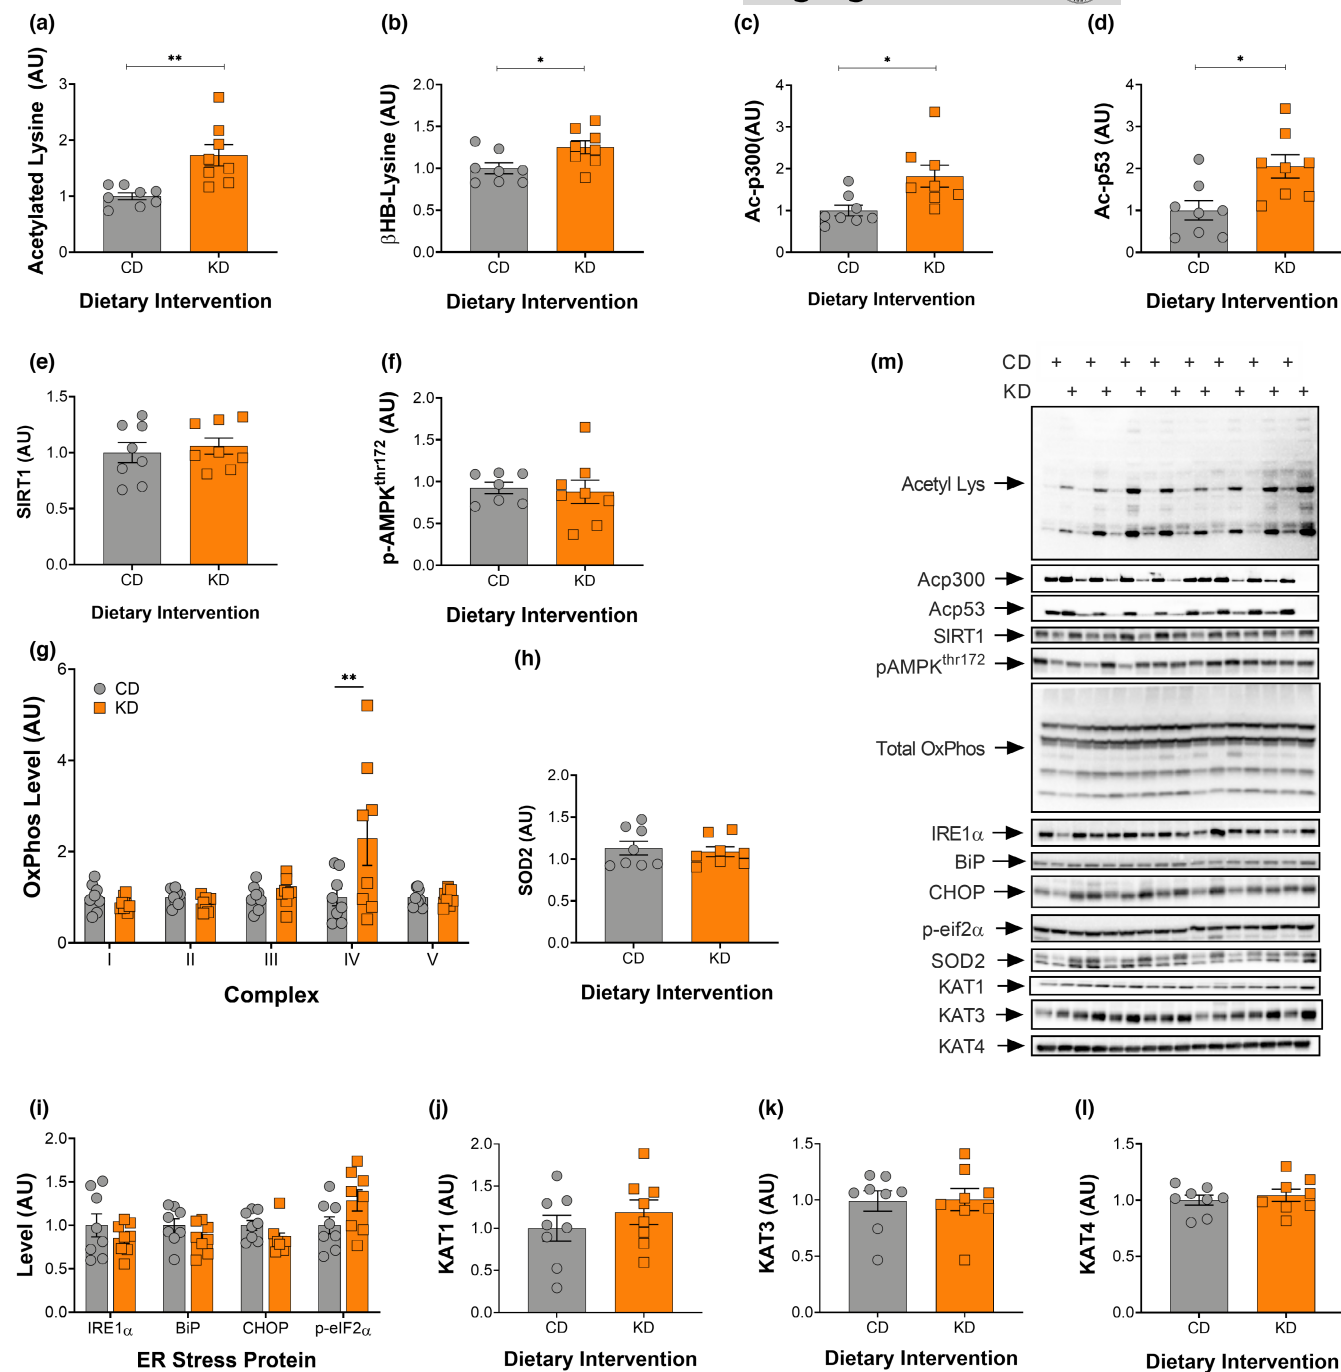 (a)
Acetylated Lysine (AU)
3
2
1
0
**
CD
KD
Dietary Intervention
(b)
βHB-Lysine (AU)
2.0
1.5
1.0
0.5
0.0
*
CD
KD
Dietary Intervention
(c)
Ac-p300(AU)
4
3
2
1
0
*
CD
KD
Dietary Intervention
(d)
Ac-p53 (AU)
4
3
2
1
0
*
CD
KD
Dietary Intervention
(e)
SIRT1 (AU)
1.5
1.0
0.5
0.0
CD
KD
Dietary Intervention
(f)
p-AMPKthr172 (AU)
2.0
1.5
1.0
0.5
0.0
CD
KD
Dietary Intervention
(g)
OxPhos Level (AU)
6
4
2
0
CD
KD
**
I
II
III
IV
V
Complex
(h)
SOD2 (AU)
2.0
1.5
1.0
0.5
0.0
CD
KD
Dietary Intervention
(m)
CD + + + + + + + +
KD + + + + + + + +
Acetyl Lys
Acp300
Acp53
SIRT1
pAMPKthr172
Total OxPhos
IRE1α
BiP
CHOP
p-eif2α
SOD2
KAT1
KAT3
KAT4
(i)
Level (AU)
2.0
1.5
1.0
0.5
0.0
IRE1α
BiP
CHOP
p-eIF2α
ER Stress Protein
(j)
KAT1 (AU)
2.0
1.5
1.0
0.5
0.0
CD
KD
Dietary Intervention
(k)
KAT3 (AU)
1.5
1.0
0.5
0.0
CD
KD
Dietary Intervention
(l)
KAT4 (AU)
1.5
1.0
0.5
0.0
CD
KD
Dietary Intervention